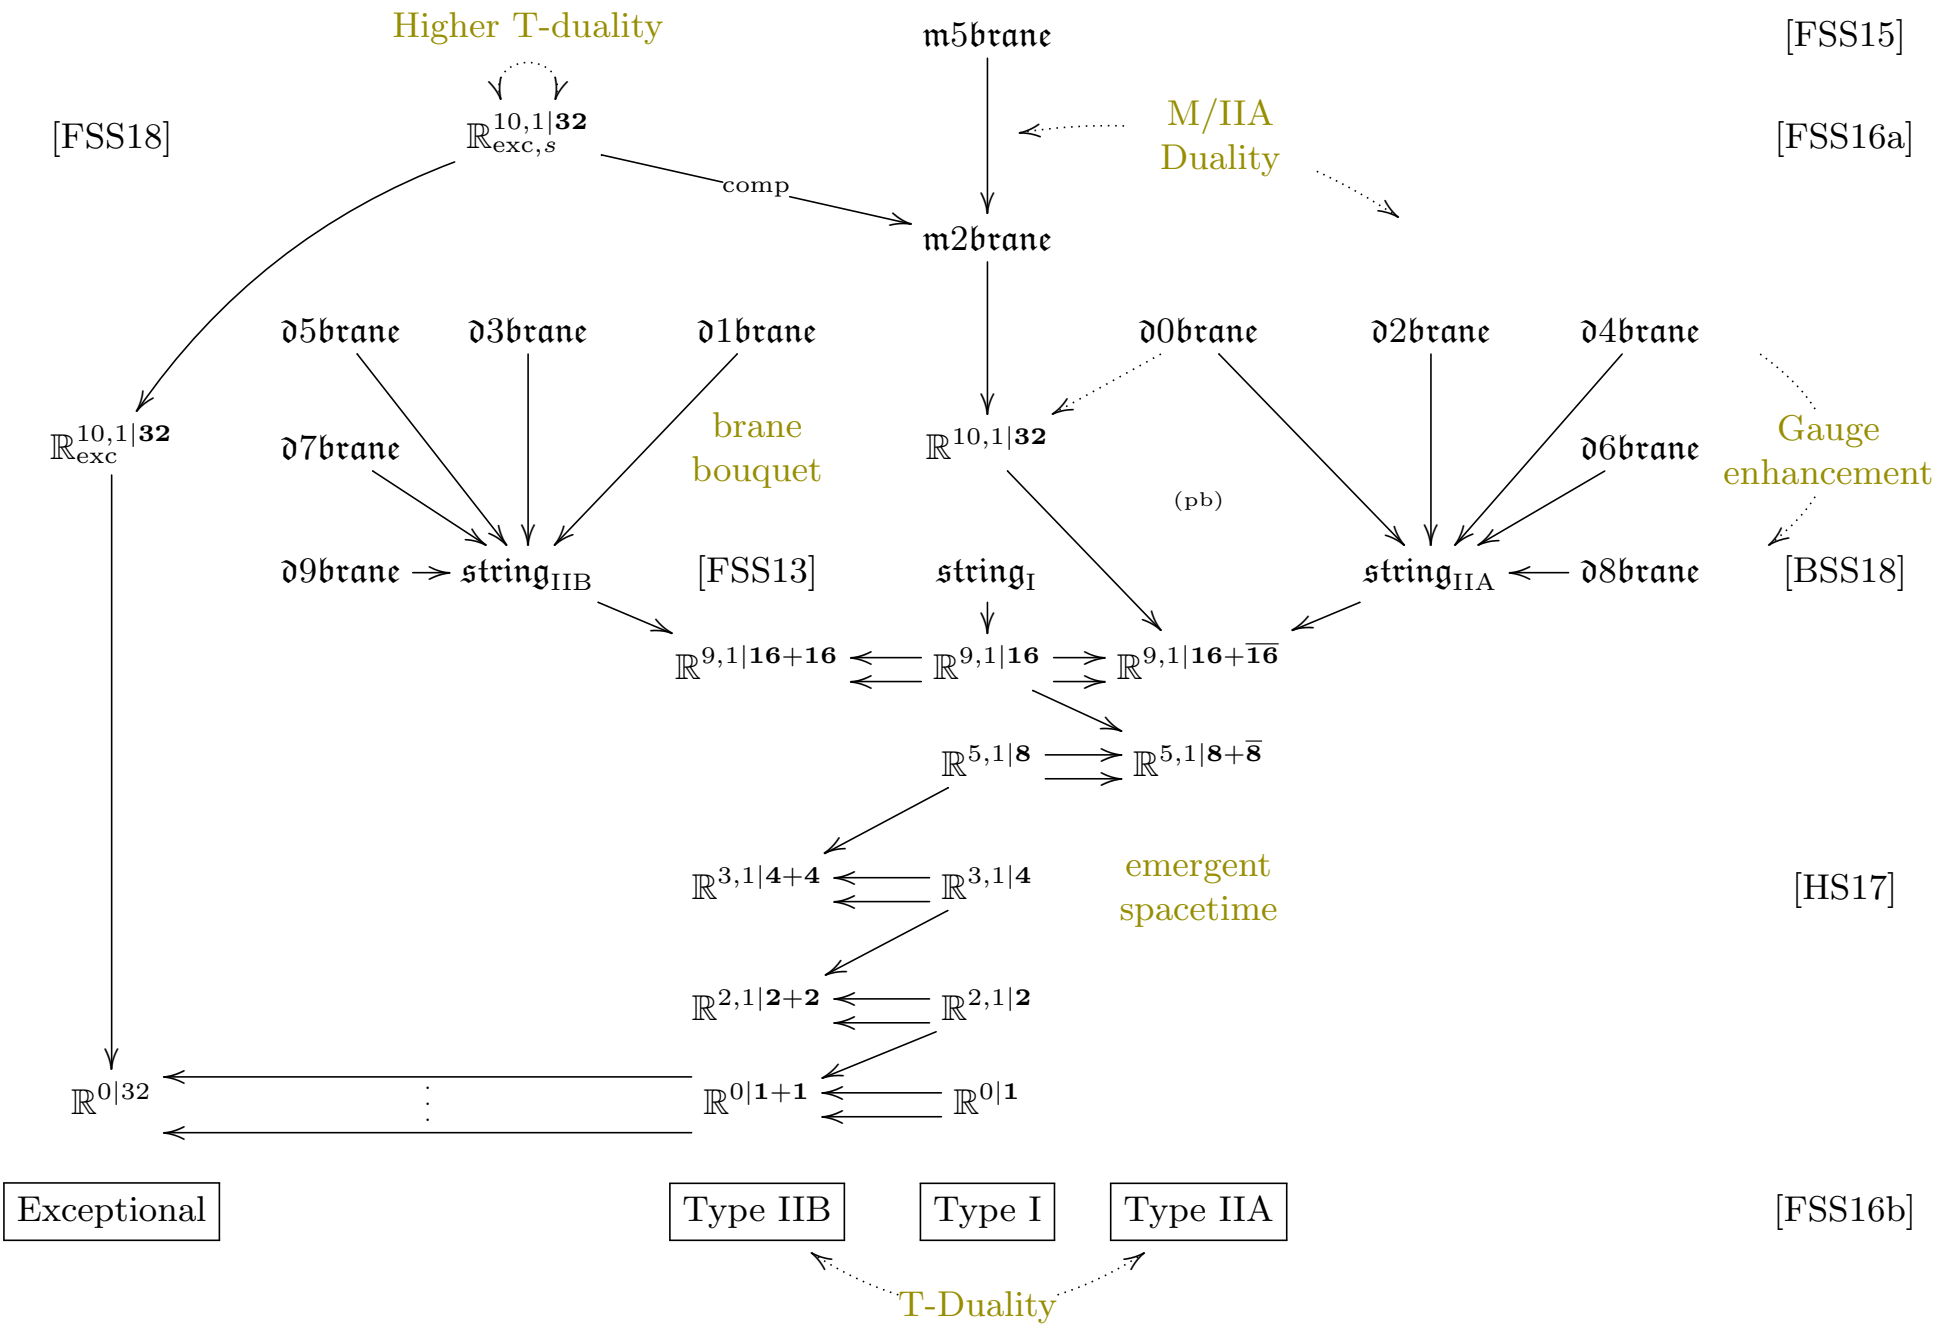 Higher T-duality
𝔪5𝔟𝔯𝔞𝔫𝔢
[FSS15]
[FSS18]
ℝ^{10,1|𝟑𝟐}_{exc,s}
M/IIA
Duality
[FSS16a]
comp
𝔪2𝔟𝔯𝔞𝔫𝔢
𝔡5𝔟𝔯𝔞𝔫𝔢 𝔡3𝔟𝔯𝔞𝔫𝔢 𝔡1𝔟𝔯𝔞𝔫𝔢 𝔡0𝔟𝔯𝔞𝔫𝔢 𝔡2𝔟𝔯𝔞𝔫𝔢 𝔡4𝔟𝔯𝔞𝔫𝔢
ℝ^{10,1|𝟑𝟐}_{exc}
𝔡7𝔟𝔯𝔞𝔫𝔢
brane
bouquet
ℝ^{10,1|𝟑𝟐}
𝔡6𝔟𝔯𝔞𝔫𝔢
Gauge
enhancement
(pb)
𝔡9𝔟𝔯𝔞𝔫𝔢 𝔰𝔱𝔯𝔦𝔫𝔤_{IIB} [FSS13] 𝔰𝔱𝔯𝔦𝔫𝔤_{I} 𝔰𝔱𝔯𝔦𝔫𝔤_{IIA} 𝔡8𝔟𝔯𝔞𝔫𝔢 [BSS18]
ℝ^{9,1|𝟏𝟔+𝟏𝟔} ℝ^{9,1|𝟏𝟔} ℝ^{9,1|𝟏𝟔+\overline{𝟏𝟔}}
ℝ^{5,1|𝟖} ℝ^{5,1|𝟖+\overline{𝟖}}
ℝ^{3,1|𝟒+𝟒} ℝ^{3,1|𝟒}
emergent
spacetime
[HS17]
ℝ^{2,1|𝟐+𝟐} ℝ^{2,1|𝟐}
ℝ^{0|32} ⋮ ℝ^{0|𝟏+𝟏} ℝ^{0|𝟏}
Exceptional Type IIB Type I Type IIA [FSS16b]
T-Duality